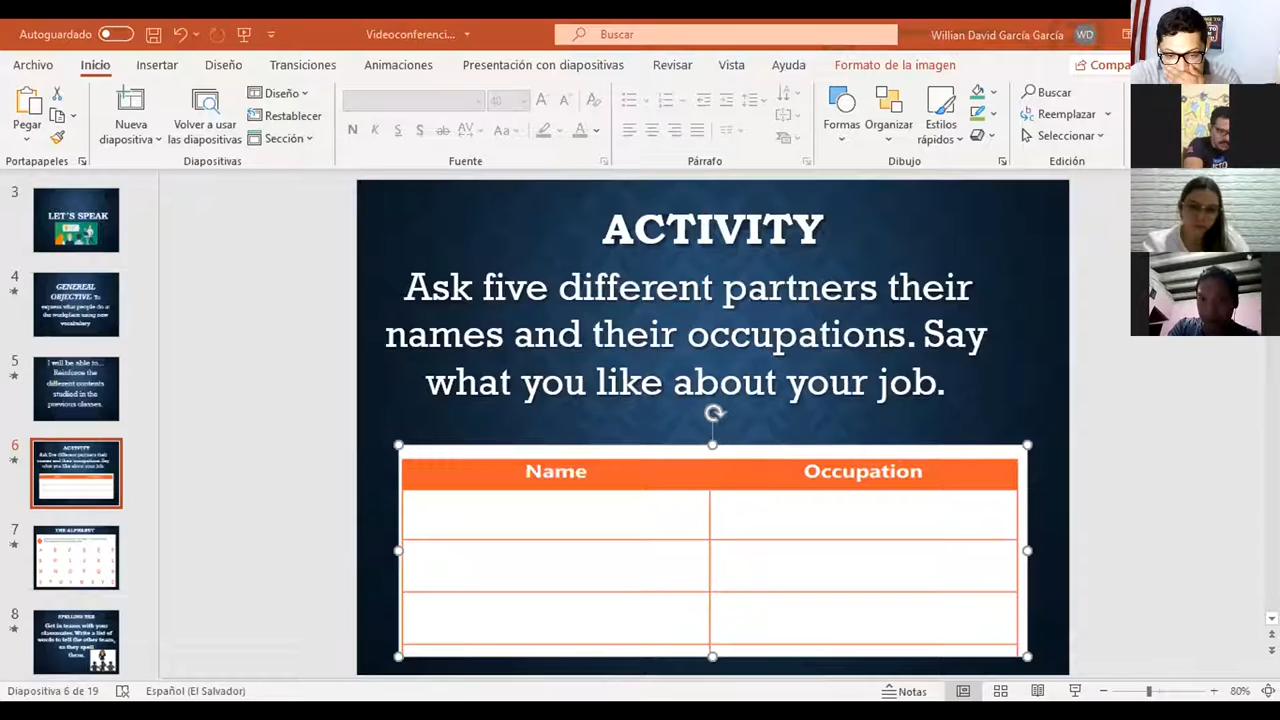 Autoguardado
Videoconferenci...
Buscar
Willian David García García
WD
Archivo
Inicio
Insertar
Diseño
Transiciones
Animaciones
Presentación con diapositivas
Revisar
Vista
Ayuda
Formato de la imagen
Compa
Pegar
Nueva
diapositiva
Volver a usar
las diapositivas
Diseño
Restablecer
Sección
N
K
S
S
ab
AV
Aa
A
40
Formas
Organizar
Estilos
rápidos
Buscar
Reemplazar
Seleccionar
Portapapeles
Diapositivas
Fuente
Párrafo
Dibujo
Edición
3
LET'S SPEAK
4
GENEREAL
OBJECTIVE: To
express what people do at
the workplace using new
vocabulary
5
I will be able to...
Reinforce the
different contents
studied in the
previous classes.
6
ACTIVITY
Ask five different partners their
names and their occupations. Say
what you like about your job.
7
THE ALPHABET
8
SPELLING BEE
Get in teams with your
classmates. Write a list of
words to tell the other team,
so they spell
them.
ACTIVITY
Ask five different partners their
names and their occupations. Say
what you like about your job.
Name
Occupation
Diapositiva 6 de 19
Español (El Salvador)
Notas
80%